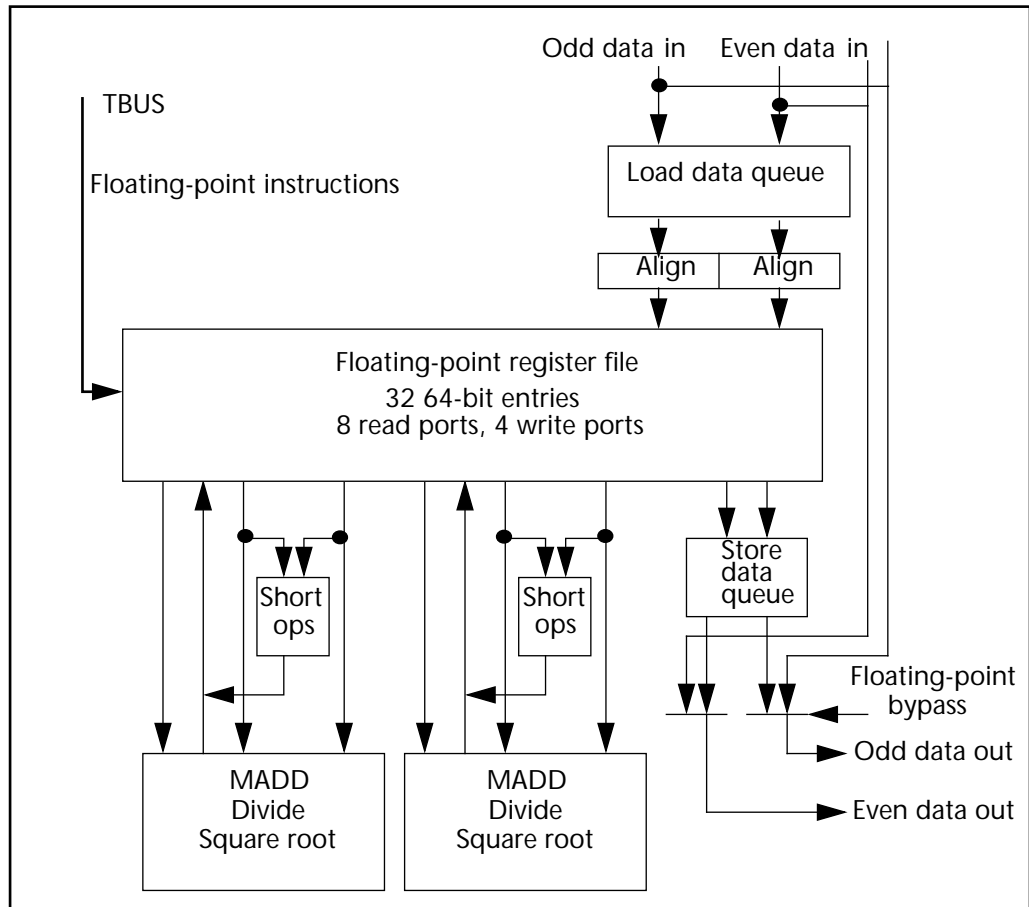 Odd data in
Even data in
TBUS
Floating-point instructions
Load data queue
Align
Align
Floating-point register file
32 64-bit entries
8 read ports, 4 write ports
Short
ops
Short
ops
Store
data
queue
Floating-point
bypass
MADD
Divide
Square root
MADD
Divide
Square root
Odd data out
Even data out